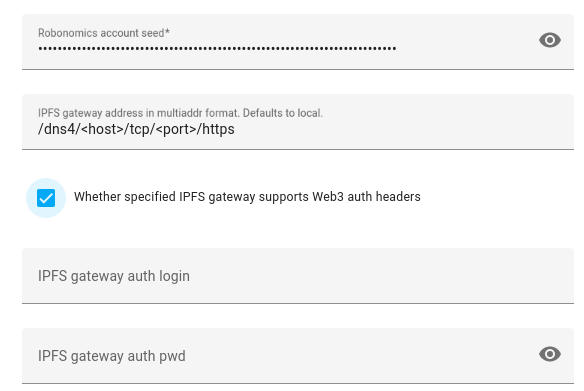 Robonomics account seed*
••••••••••••••••••••••••••••••••••••••••••••••••••••••••••••••••••••••••••
IPFS gateway address in multiaddr format. Defaults to local.
/dns4/<host>/tcp/<port>/https
Whether specified IPFS gateway supports Web3 auth headers
IPFS gateway auth login
IPFS gateway auth pwd